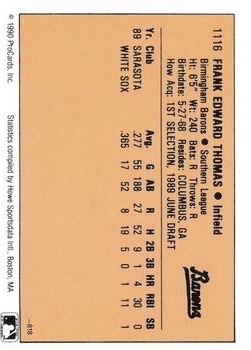 1116 FRANK EDWARD THOMAS ● Infield
Birmingham Barons ● Southern League
Ht: 6'5" Wt: 240 Bats: R Throws: R
Birthdate: 5-27-68 Resides: COLUMBUS, GA
How Acq: 1ST SELECTION, 1989 JUNE DRAFT
Barons
Yr. Club Avg. G AB R H 2B 3B HR RBI SB
89 SARASOTA .277 55 188 27 52 9 1 4 30 0
WHITE SOX .365 17 52 8 19 5 0 1 11 1
© 1990 ProCards, Inc. Statistics compiled by Howe Sportsdata Intl., Boston, MA
-818